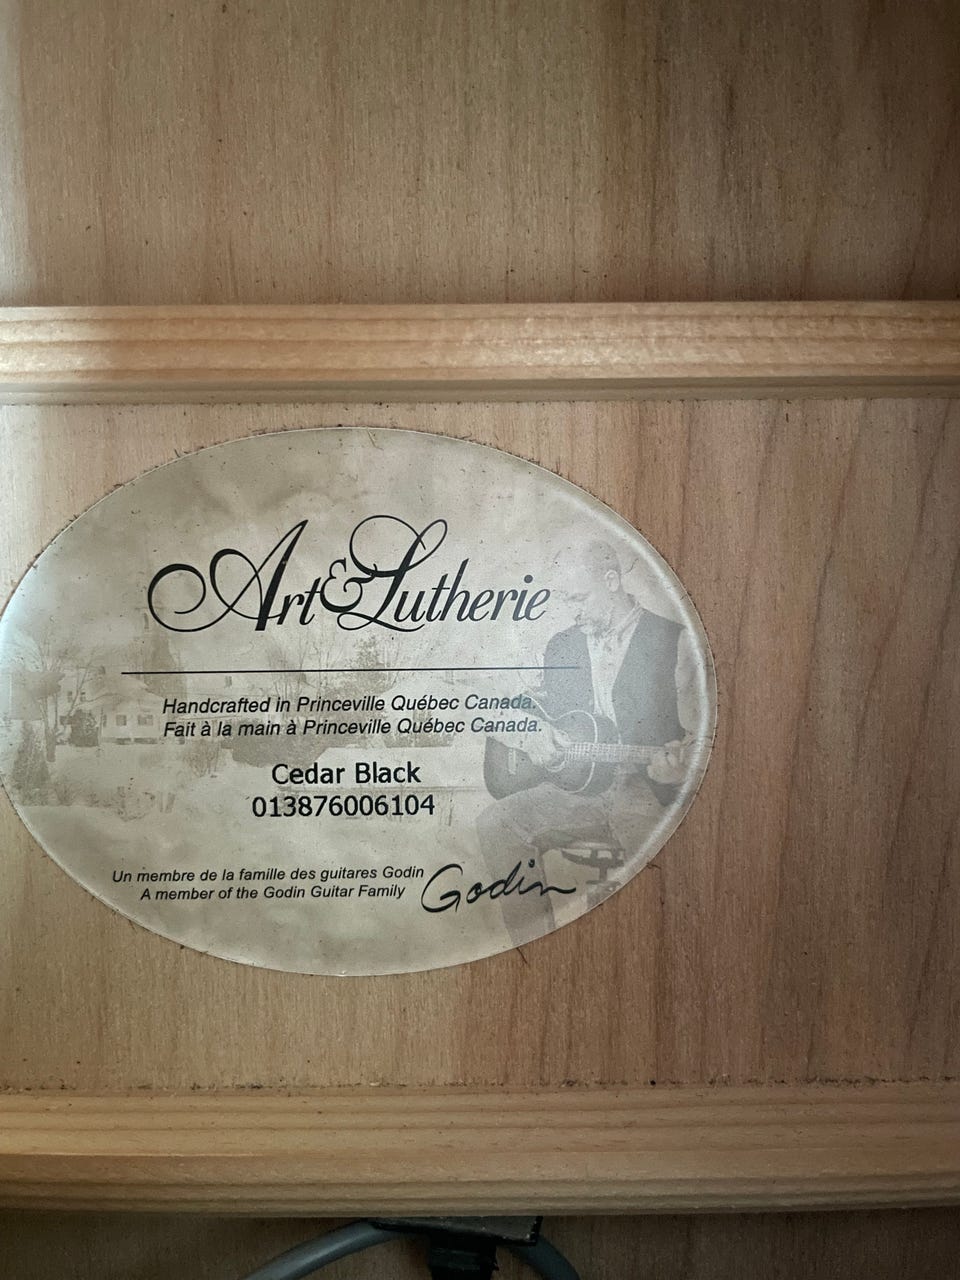 Art & Lutherie
Handcrafted in Princeville Québec Canada.
Fait à la main à Princeville Québec Canada.
Cedar Black
013876006104
Un membre de la famille des guitares Godin
A member of the Godin Guitar Family
Godin